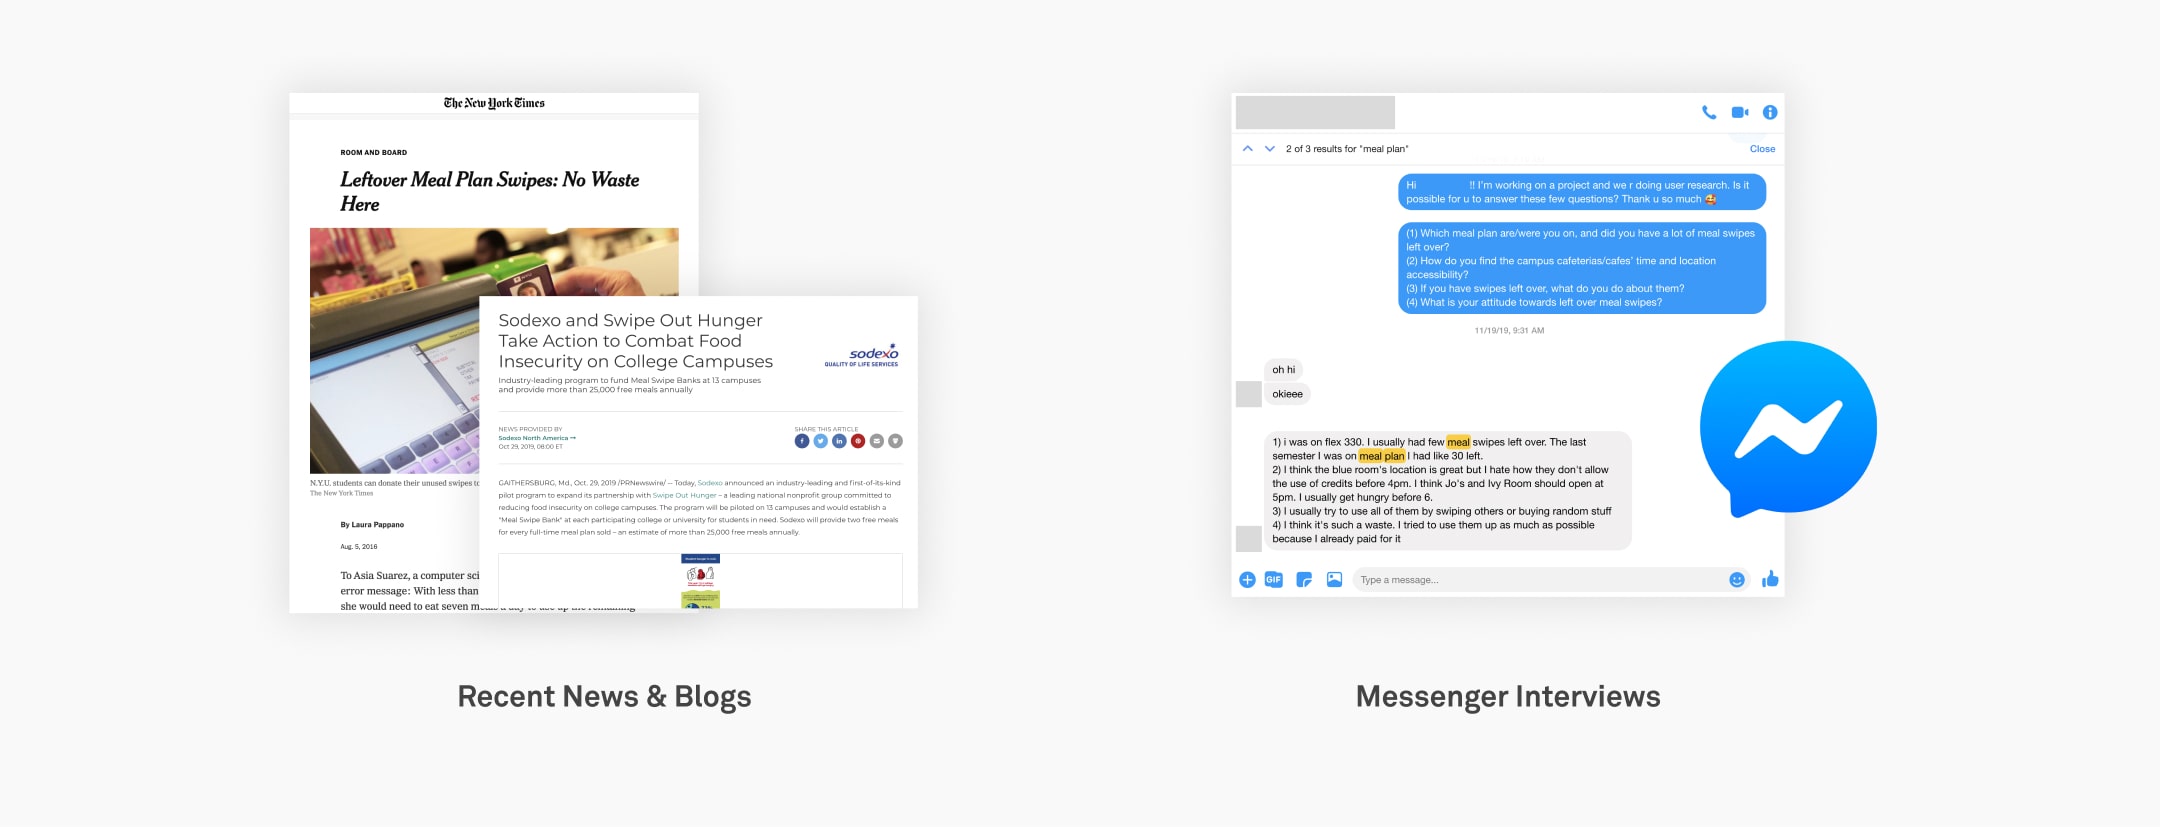 The New York Times
ROOM AND BOARD
Leftover Meal Plan Swipes: No Waste
Here
N.Y.U. students can donate their unused swipes to
The New York Times
By Laura Pappano
Aug. 5, 2016
To Asia Suarez, a computer sci
error message: With less than
she would need to eat seven meals a day to use up the remaining
Sodexo and Swipe Out Hunger
Take Action to Combat Food
Insecurity on College Campuses
Industry-leading program to fund Meal Swipe Banks at 13 campuses
and provide more than 25,000 free meals annually
sodexo
QUALITY OF LIFE SERVICES
NEWS PROVIDED BY
Sodexo North America →
Oct 29, 2019, 08:00 ET
SHARE THIS ARTICLE
GAITHERSBURG, Md., Oct. 29, 2019 /PRNewswire/ -- Today, Sodexo announced an industry-leading and first-of-its-kind
pilot program to expand its partnership with Swipe Out Hunger – a leading national nonprofit group committed to
reducing food insecurity on college campuses. The program will be piloted on 13 campuses and would establish a
"Meal Swipe Bank" at each participating college or university for students in need. Sodexo will provide two free meals
for every full-time meal plan sold – an estimate of more than 25,000 free meals annually.
Recent News & Blogs
2 of 3 results for "meal plan"
Close
Hi !! I'm working on a project and we r doing user research. Is it
possible for u to answer these few questions? Thank u so much 🥰
(1) Which meal plan are/were you on, and did you have a lot of meal swipes
left over?
(2) How do you find the campus cafeterias/cafes' time and location
accessibility?
(3) If you have swipes left over, what do you do about them?
(4) What is your attitude towards left over meal swipes?
11/19/19, 9:31 AM
oh hi
okieee
1) i was on flex 330. I usually had few meal swipes left over. The last
semester I was on meal plan I had like 30 left.
2) I think the blue room's location is great but I hate how they don't allow
the use of credits before 4pm. I think Jo's and Ivy Room should open at
5pm. I usually get hungry before 6.
3) I usually try to use all of them by swiping others or buying random stuff
4) I think it's such a waste. I tried to use them up as much as possible
because I already paid for it
GIF
Type a message...
Messenger Interviews